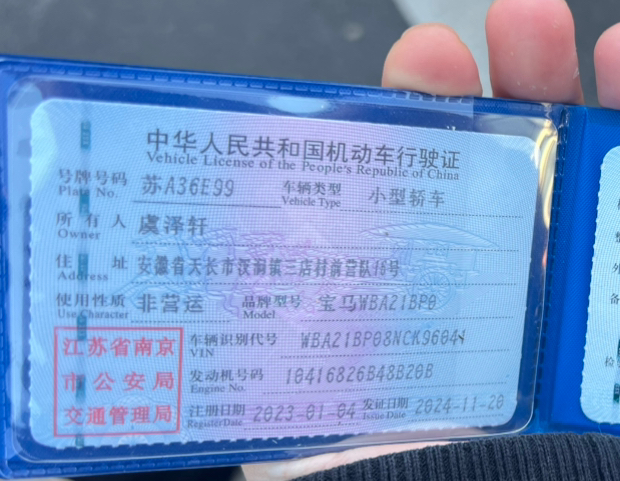 中华人民共和国机动车行驶证
Vehicle License of the People's Republic of China
号牌号码 苏A36E99 车辆类型 小型轿车
Plate No. Vehicle Type
所有人 虞泽轩
Owner
住址 安徽省天长市汊涧镇三店村前营队16号
Address
使用性质 非营运 品牌型号 宝马WBA21BP0
Use Character Model
江苏省南京
市公安局
交通管理局
车辆识别代号 WBA21BP08NCK96041
VIN
发动机号码 10416826B48B20B
Engine No.
注册日期 2023-01-04 发证日期 2024-11-20
Register Date Issue Date